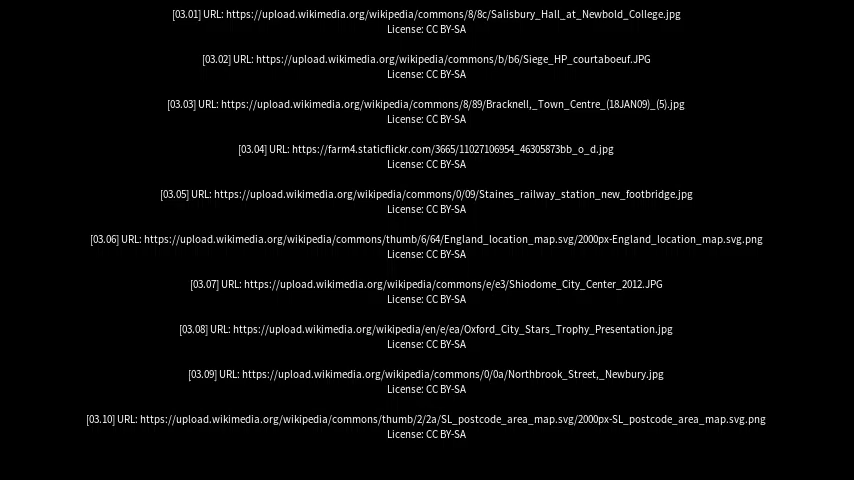 [03.01] URL: https://upload.wikimedia.org/wikipedia/commons/8/8c/Salisbury_Hall_at_Newbold_College.jpg
License: CC BY-SA
[03.02] URL: https://upload.wikimedia.org/wikipedia/commons/b/b6/Siege_HP_courtaboeuf.JPG
License: CC BY-SA
[03.03] URL: https://upload.wikimedia.org/wikipedia/commons/8/89/Bracknell,_Town_Centre_(18JAN09)_(5).jpg
License: CC BY-SA
[03.04] URL: https://farm4.staticflickr.com/3665/11027106954_46305873bb_o_d.jpg
License: CC BY-SA
[03.05] URL: https://upload.wikimedia.org/wikipedia/commons/0/09/Staines_railway_station_new_footbridge.jpg
License: CC BY-SA
[03.06] URL: https://upload.wikimedia.org/wikipedia/commons/thumb/6/64/England_location_map.svg/2000px-England_location_map.svg.png
License: CC BY-SA
[03.07] URL: https://upload.wikimedia.org/wikipedia/commons/e/e3/Shiodome_City_Center_2012.JPG
License: CC BY-SA
[03.08] URL: https://upload.wikimedia.org/wikipedia/en/e/ea/Oxford_City_Stars_Trophy_Presentation.jpg
License: CC BY-SA
[03.09] URL: https://upload.wikimedia.org/wikipedia/commons/0/0a/Northbrook_Street,_Newbury.jpg
License: CC BY-SA
[03.10] URL: https://upload.wikimedia.org/wikipedia/commons/thumb/2/2a/SL_postcode_area_map.svg/2000px-SL_postcode_area_map.svg.png
License: CC BY-SA